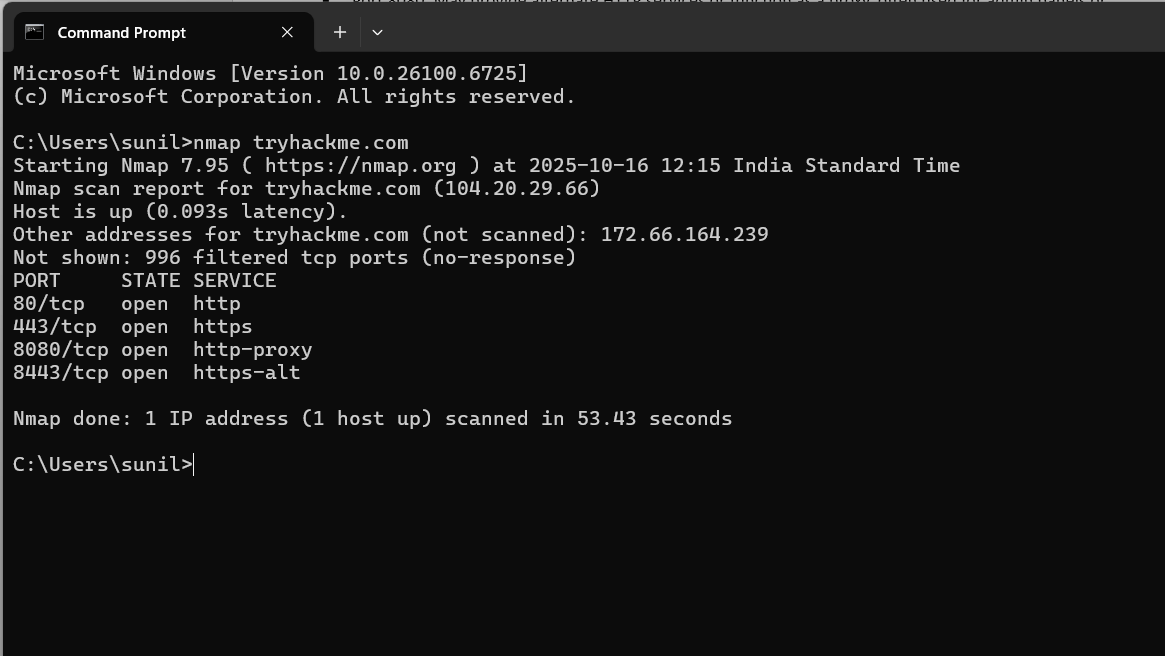 Command Prompt
Microsoft Windows [Version 10.0.26100.6725]
(c) Microsoft Corporation. All rights reserved.
C:\Users\sunil>nmap tryhackme.com
Starting Nmap 7.95 ( https://nmap.org ) at 2025-10-16 12:15 India Standard Time
Nmap scan report for tryhackme.com (104.20.29.66)
Host is up (0.093s latency).
Other addresses for tryhackme.com (not scanned): 172.66.164.239
Not shown: 996 filtered tcp ports (no-response)
PORT     STATE SERVICE
80/tcp   open  http
443/tcp  open  https
8080/tcp open  http-proxy
8443/tcp open  https-alt
Nmap done: 1 IP address (1 host up) scanned in 53.43 seconds
C:\Users\sunil>